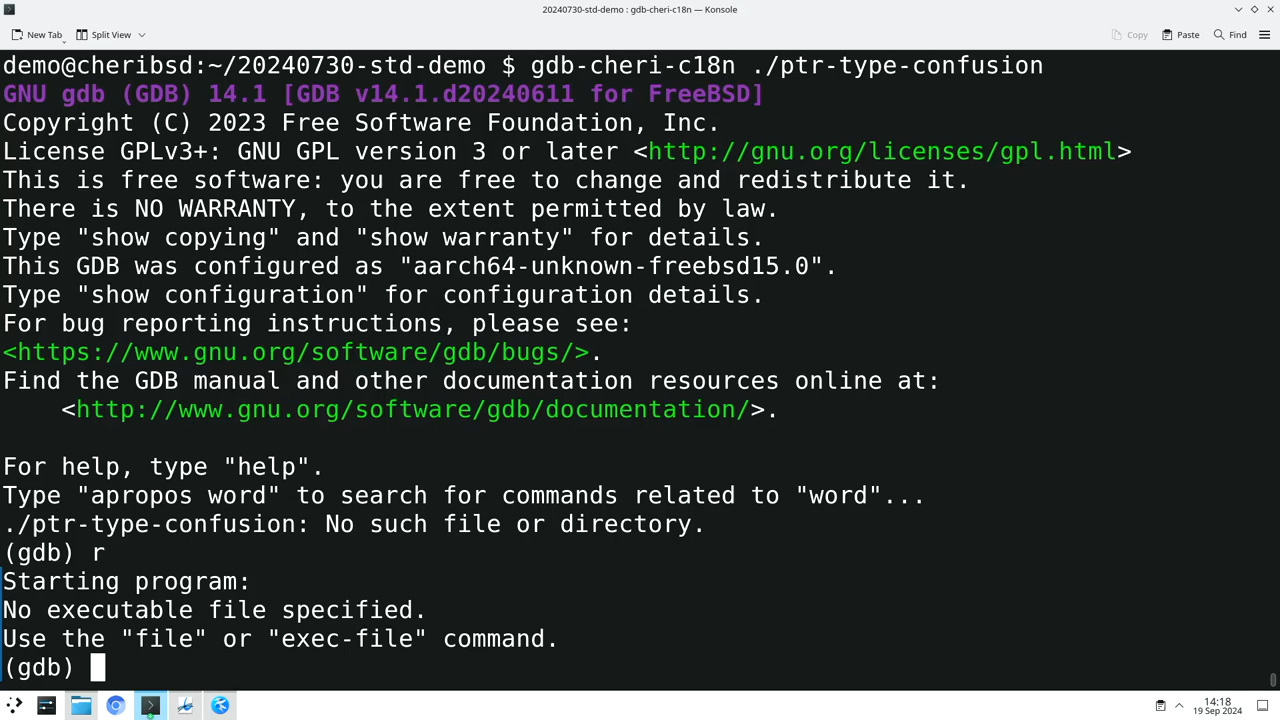 20240730-std-demo : gdb-cheri-c18n — Konsole
New Tab
Split View
Copy
Paste
Find
demo@cheribsd:~/20240730-std-demo $ gdb-cheri-c18n ./ptr-type-confusion
GNU gdb (GDB) 14.1 [GDB v14.1.d20240611 for FreeBSD]
Copyright (C) 2023 Free Software Foundation, Inc.
License GPLv3+: GNU GPL version 3 or later <http://gnu.org/licenses/gpl.html>
This is free software: you are free to change and redistribute it.
There is NO WARRANTY, to the extent permitted by law.
Type "show copying" and "show warranty" for details.
This GDB was configured as "aarch64-unknown-freebsd15.0".
Type "show configuration" for configuration details.
For bug reporting instructions, please see:
<https://www.gnu.org/software/gdb/bugs/>.
Find the GDB manual and other documentation resources online at:
    <http://www.gnu.org/software/gdb/documentation/>.
For help, type "help".
Type "apropos word" to search for commands related to "word"...
./ptr-type-confusion: No such file or directory.
(gdb) r
Starting program:
No executable file specified.
Use the "file" or "exec-file" command.
(gdb)
14:18
19 Sep 2024